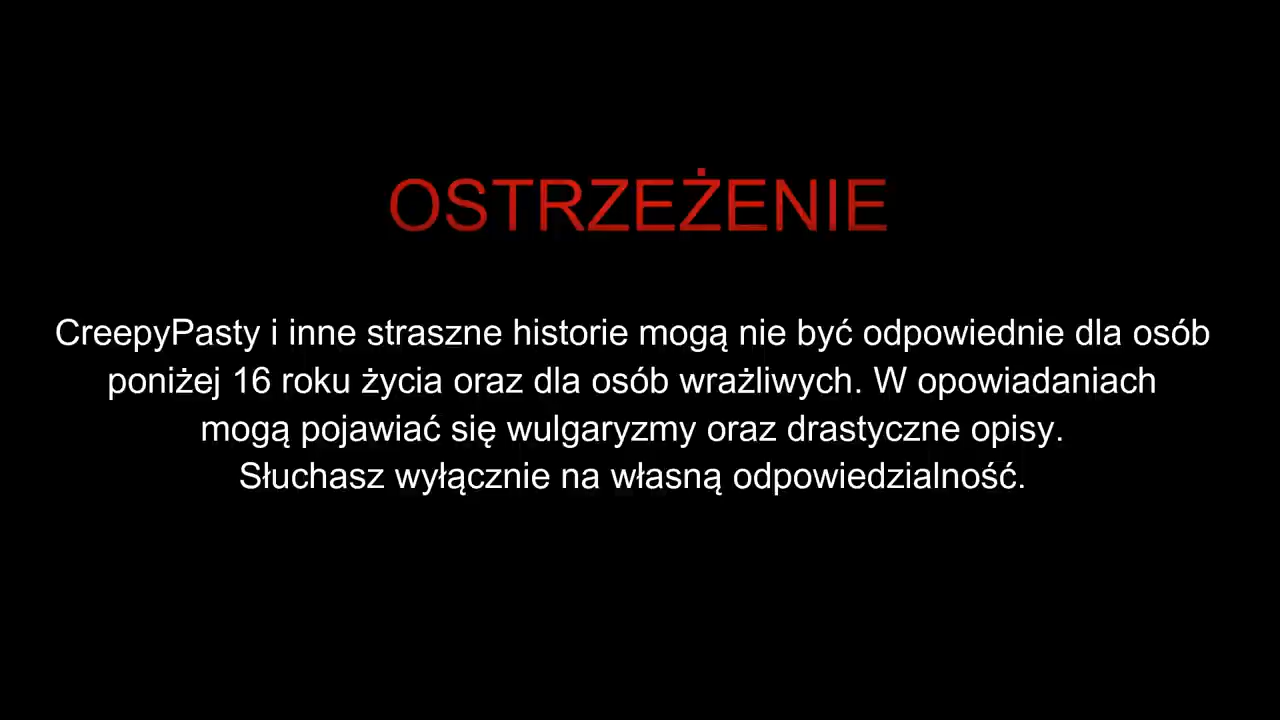 OSTRZEŻENIE
CreepyPasty i inne straszne historie mogą nie być odpowiednie dla osób
poniżej 16 roku życia oraz dla osób wrażliwych. W opowiadaniach
mogą pojawiać się wulgaryzmy oraz drastyczne opisy.
Słuchasz wyłącznie na własną odpowiedzialność.